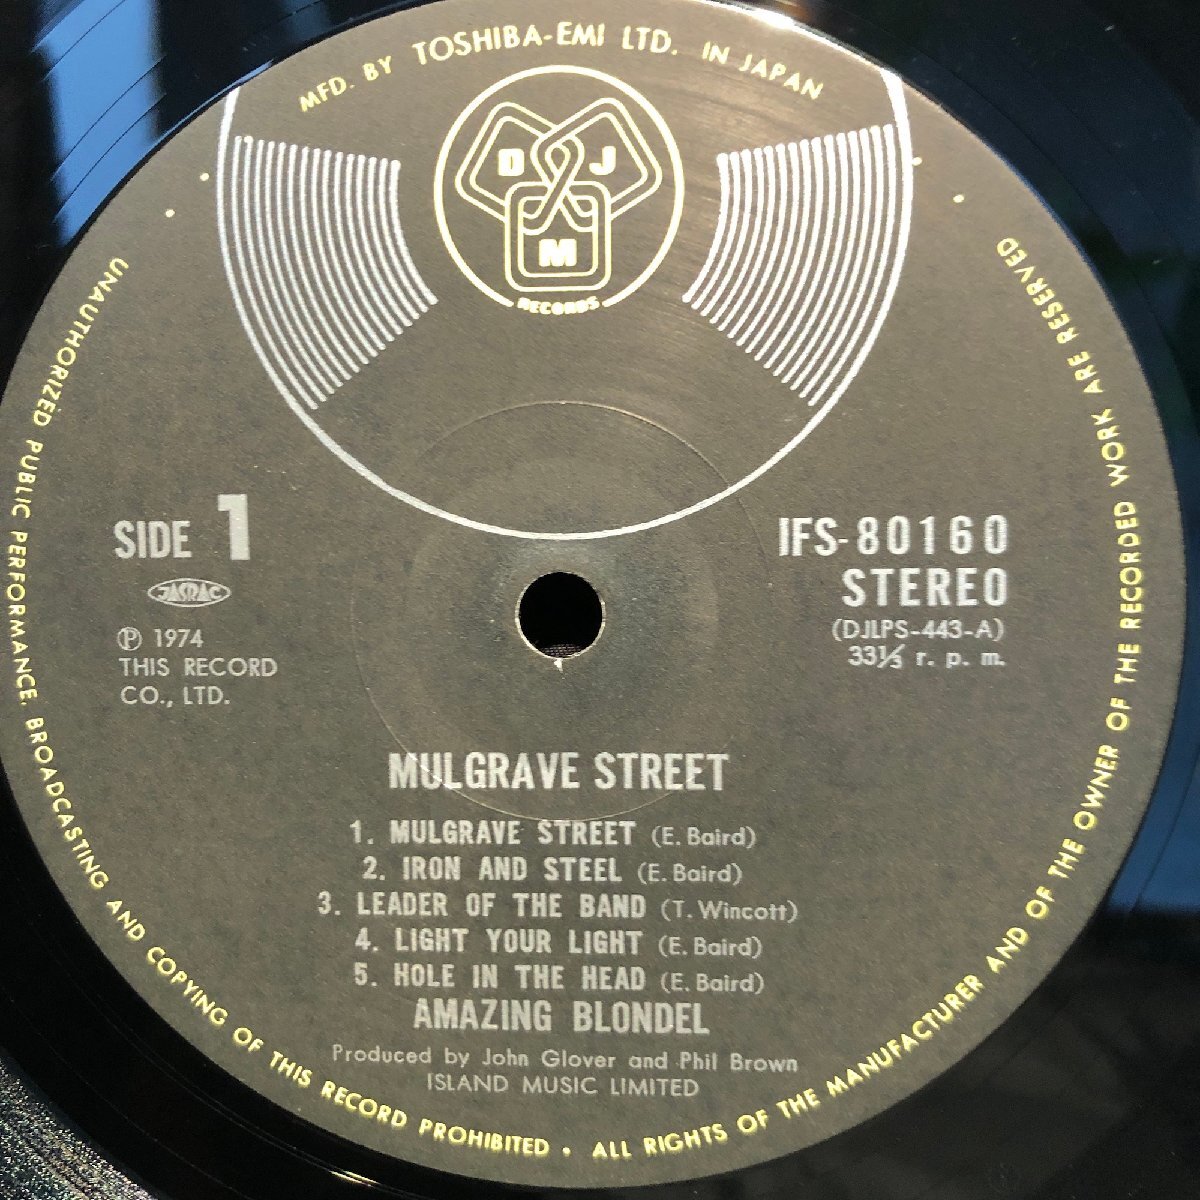 MFD. BY TOSHIBA-EMI LTD. IN JAPAN
D J
M
RECORDS
SIDE 1
JASRAC
Ⓟ 1974
THIS RECORD
CO., LTD.
IFS-80160
STEREO
(DJLPS-443-A)
33⅓ r. p. m.
MULGRAVE STREET
1. MULGRAVE STREET (E. Baird)
2. IRON AND STEEL (E. Baird)
3. LEADER OF THE BAND (T. Wincott)
4. LIGHT YOUR LIGHT (E. Baird)
5. HOLE IN THE HEAD (E. Baird)
AMAZING BLONDEL
Produced by John Glover and Phil Brown
ISLAND MUSIC LIMITED
UNAUTHORIZED PUBLIC PERFORMANCE. BROADCASTING AND COPYING OF THIS RECORD PROHIBITED • ALL RIGHTS OF THE MANUFACTURER AND OF THE OWNER OF THE RECORDED WORK ARE RESERVED